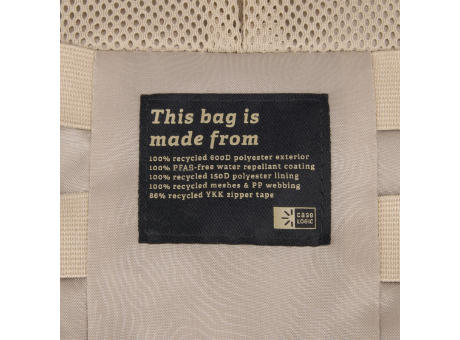 This bag is
made from
100% recycled 600D polyester exterior
100% PFAS-free water repellant coating
100% recycled 150D polyester lining
100% recycled meshes & PP webbing
86% recycled YKK zipper tape
case
LOGIC